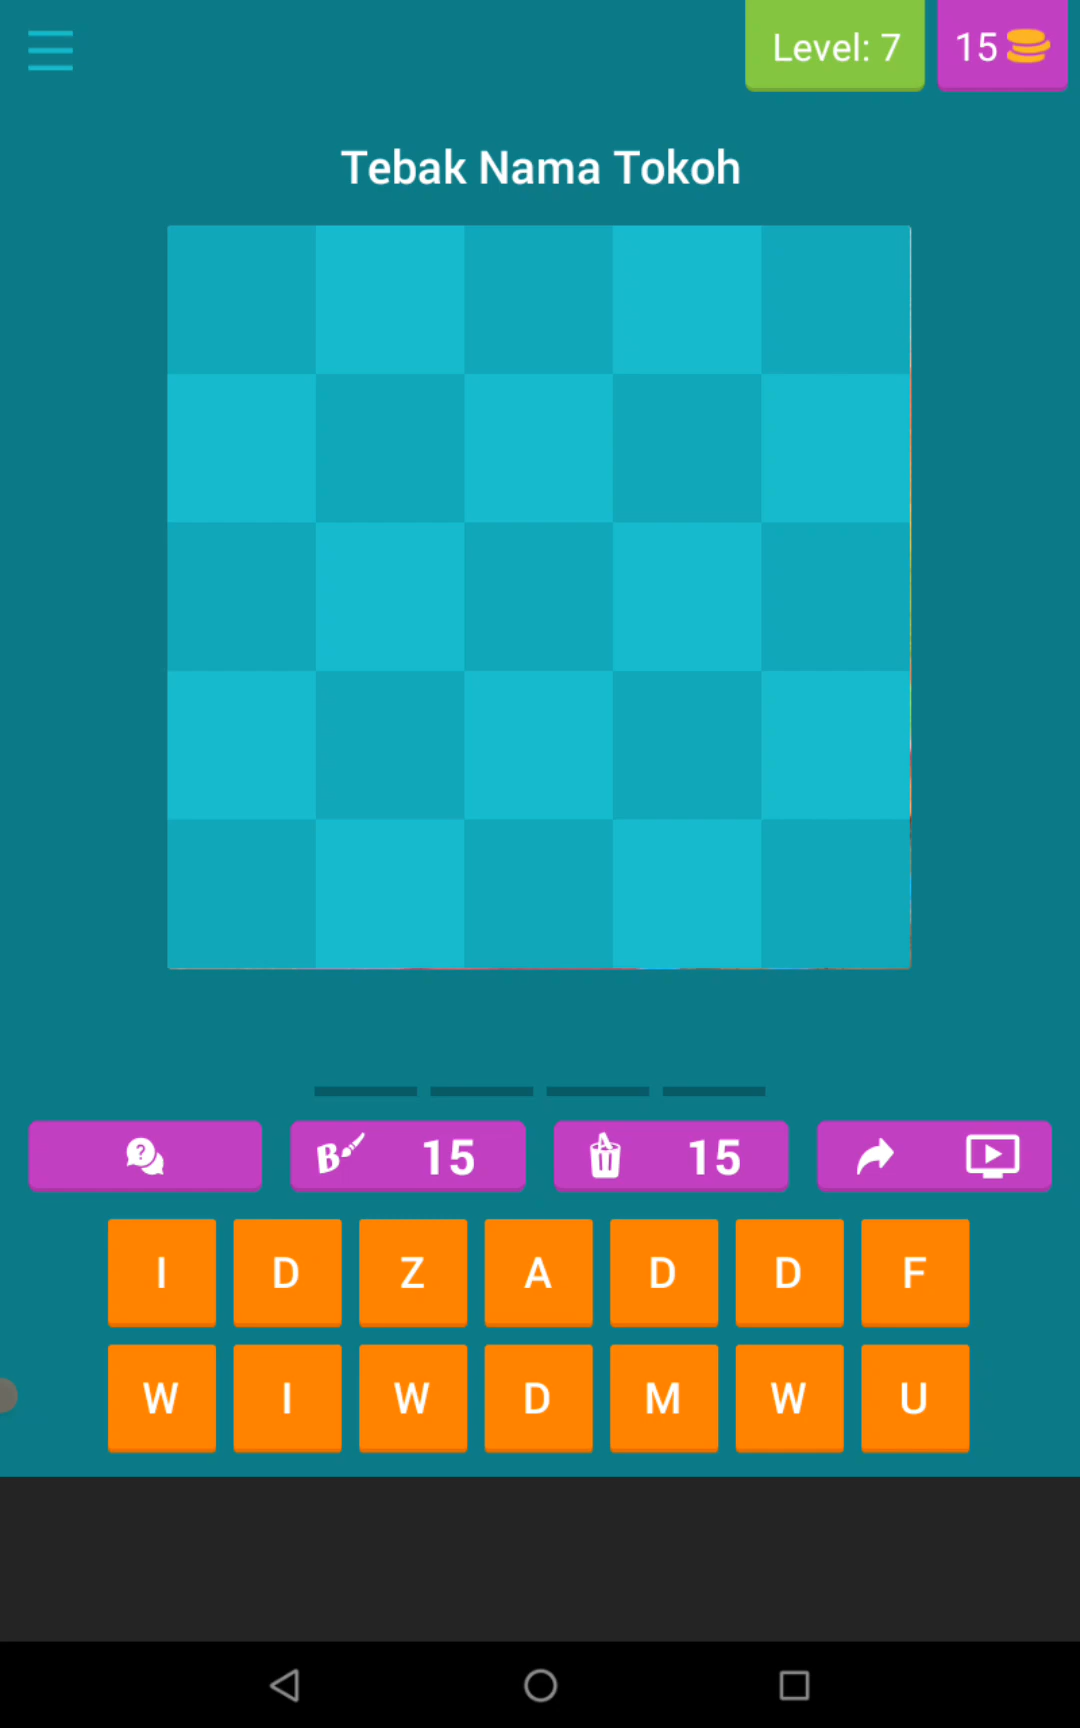 Level: 7 15
Tebak Nama Tokoh
? B 15 15
I D Z A D D F
W I W D M W U